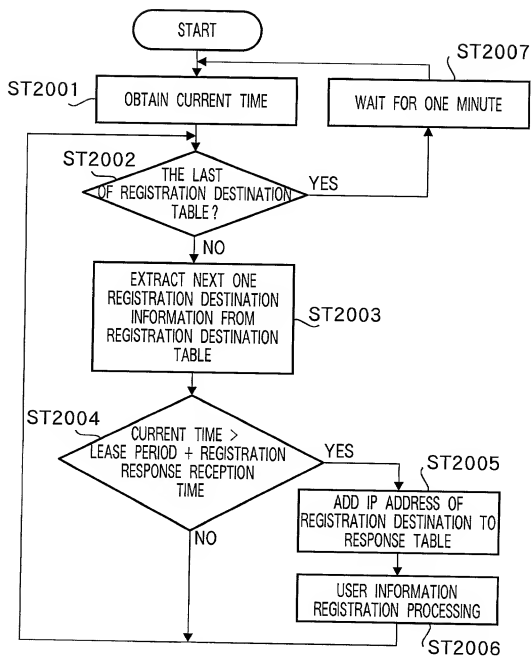 START
ST2007
ST2001
OBTAIN CURRENT TIME
WAIT FOR ONE MINUTE
ST2002
THE LAST
OF REGISTRATION DESTINATION
TABLE?
YES
NO
EXTRACT NEXT ONE
REGISTRATION DESTINATION
INFORMATION FROM
REGISTRATION DESTINATION
TABLE
ST2003
ST2004
CURRENT TIME >
LEASE PERIOD + REGISTRATION
RESPONSE RECEPTION
TIME
YES
NO
ST2005
ADD IP ADDRESS OF
REGISTRATION DESTINATION TO
RESPONSE TABLE
USER INFORMATION
REGISTRATION PROCESSING
ST2006